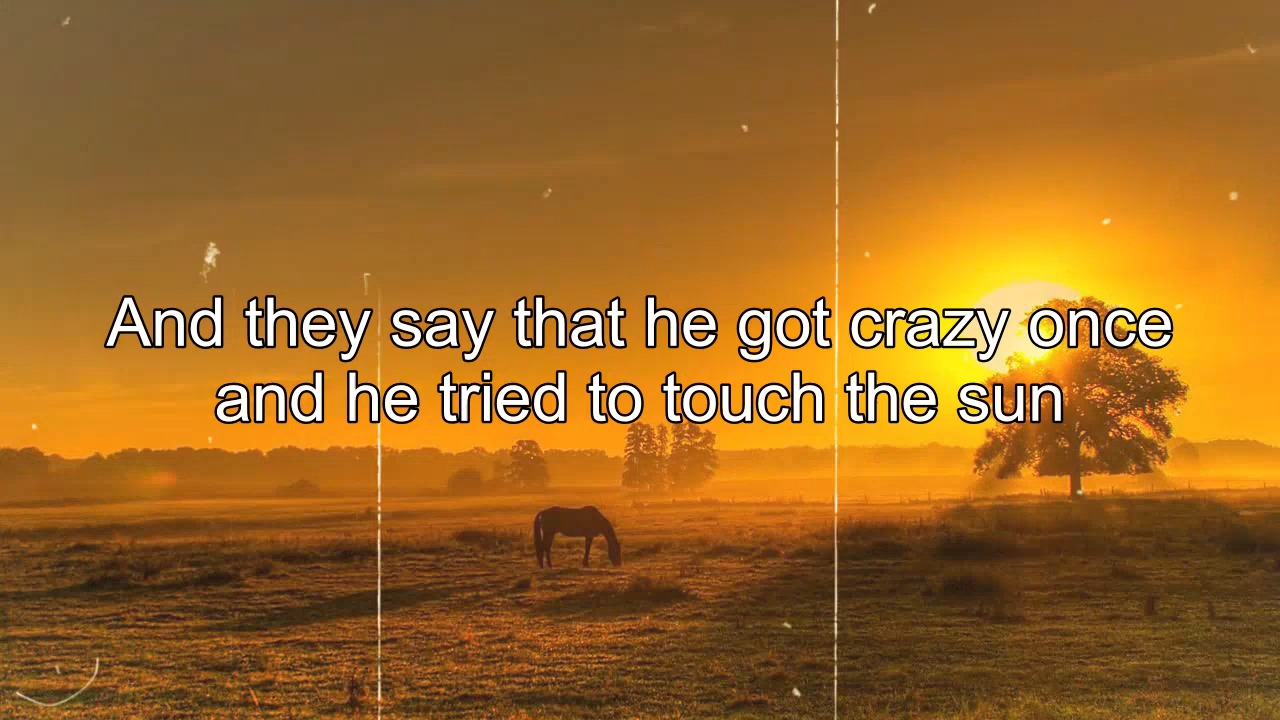 And they say that he got crazy once
and he tried to touch the sun